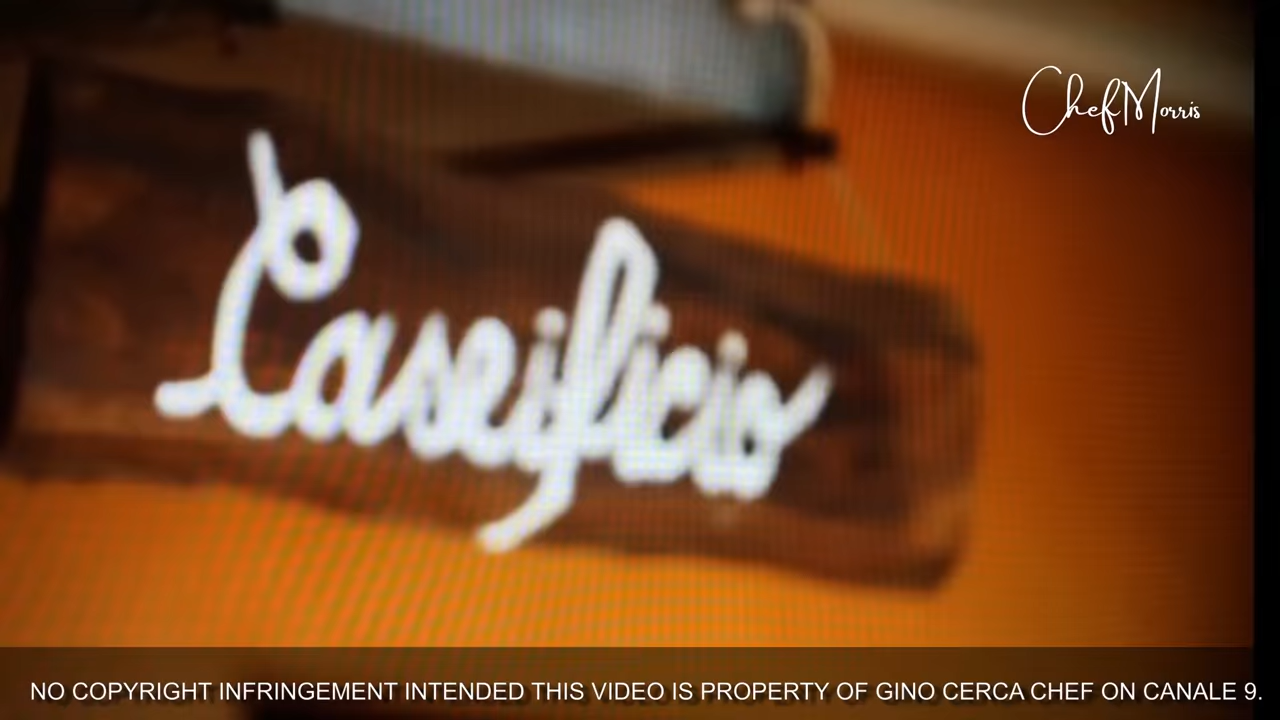 ChefMorris
Caseificio
NO COPYRIGHT INFRINGEMENT INTENDED THIS VIDEO IS PROPERTY OF GINO CERCA CHEF ON CANALE 9.